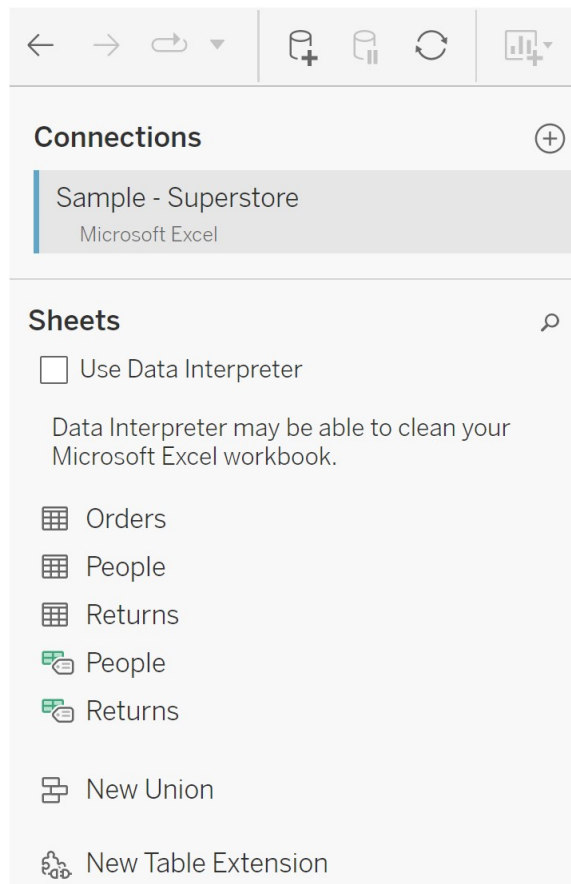 Connections
Sample - Superstore
Microsoft Excel
Sheets
Use Data Interpreter
Data Interpreter may be able to clean your
Microsoft Excel workbook.
Orders
People
Returns
People
Returns
New Union
New Table Extension